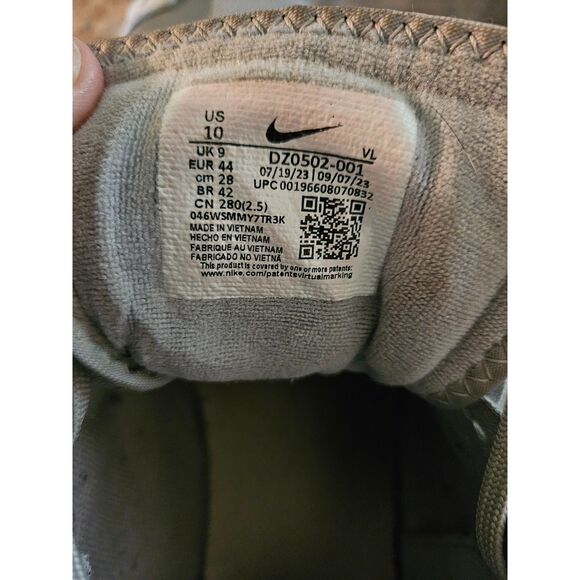 US
10
UK 9
EUR 44
cm 28
BR 42
CN 280(2.5)
046WSMMY7TR3K
MADE IN VIETNAM
HECHO EN VIETNAM
FABRIQUE AU VIETNAM
FABRICADO NO VIETNÃ
VL
DZ0502-001
07/19/23 | 09/07/23
UPC 00196608070832
This product is covered by one or more patents:
www.nike.com/patentsvirtualmarking